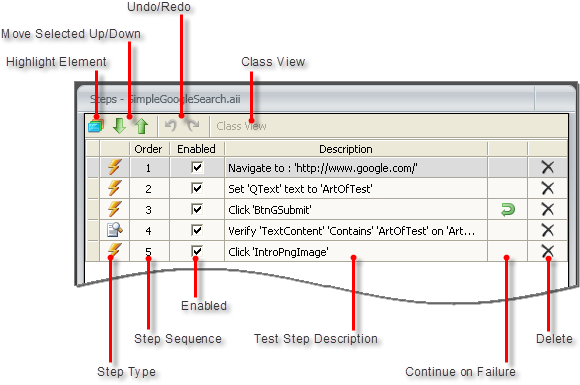 Undo/Redo
Move Selected Up/Down
Highlight Element
Class View
Steps - SimpleGoogleSearch.aii
Class View
Order Enabled Description
1 Navigate to : 'http://www.google.com/'
2 Set 'QText' text to 'ArtOfTest'
3 Click 'BtnGSubmit'
4 Verify 'TextContent' 'Contains' 'ArtOfTest' on 'Art...
5 Click 'IntroPngImage'
Enabled
Step Sequence
Test Step Description
Delete
Step Type
Continue on Failure